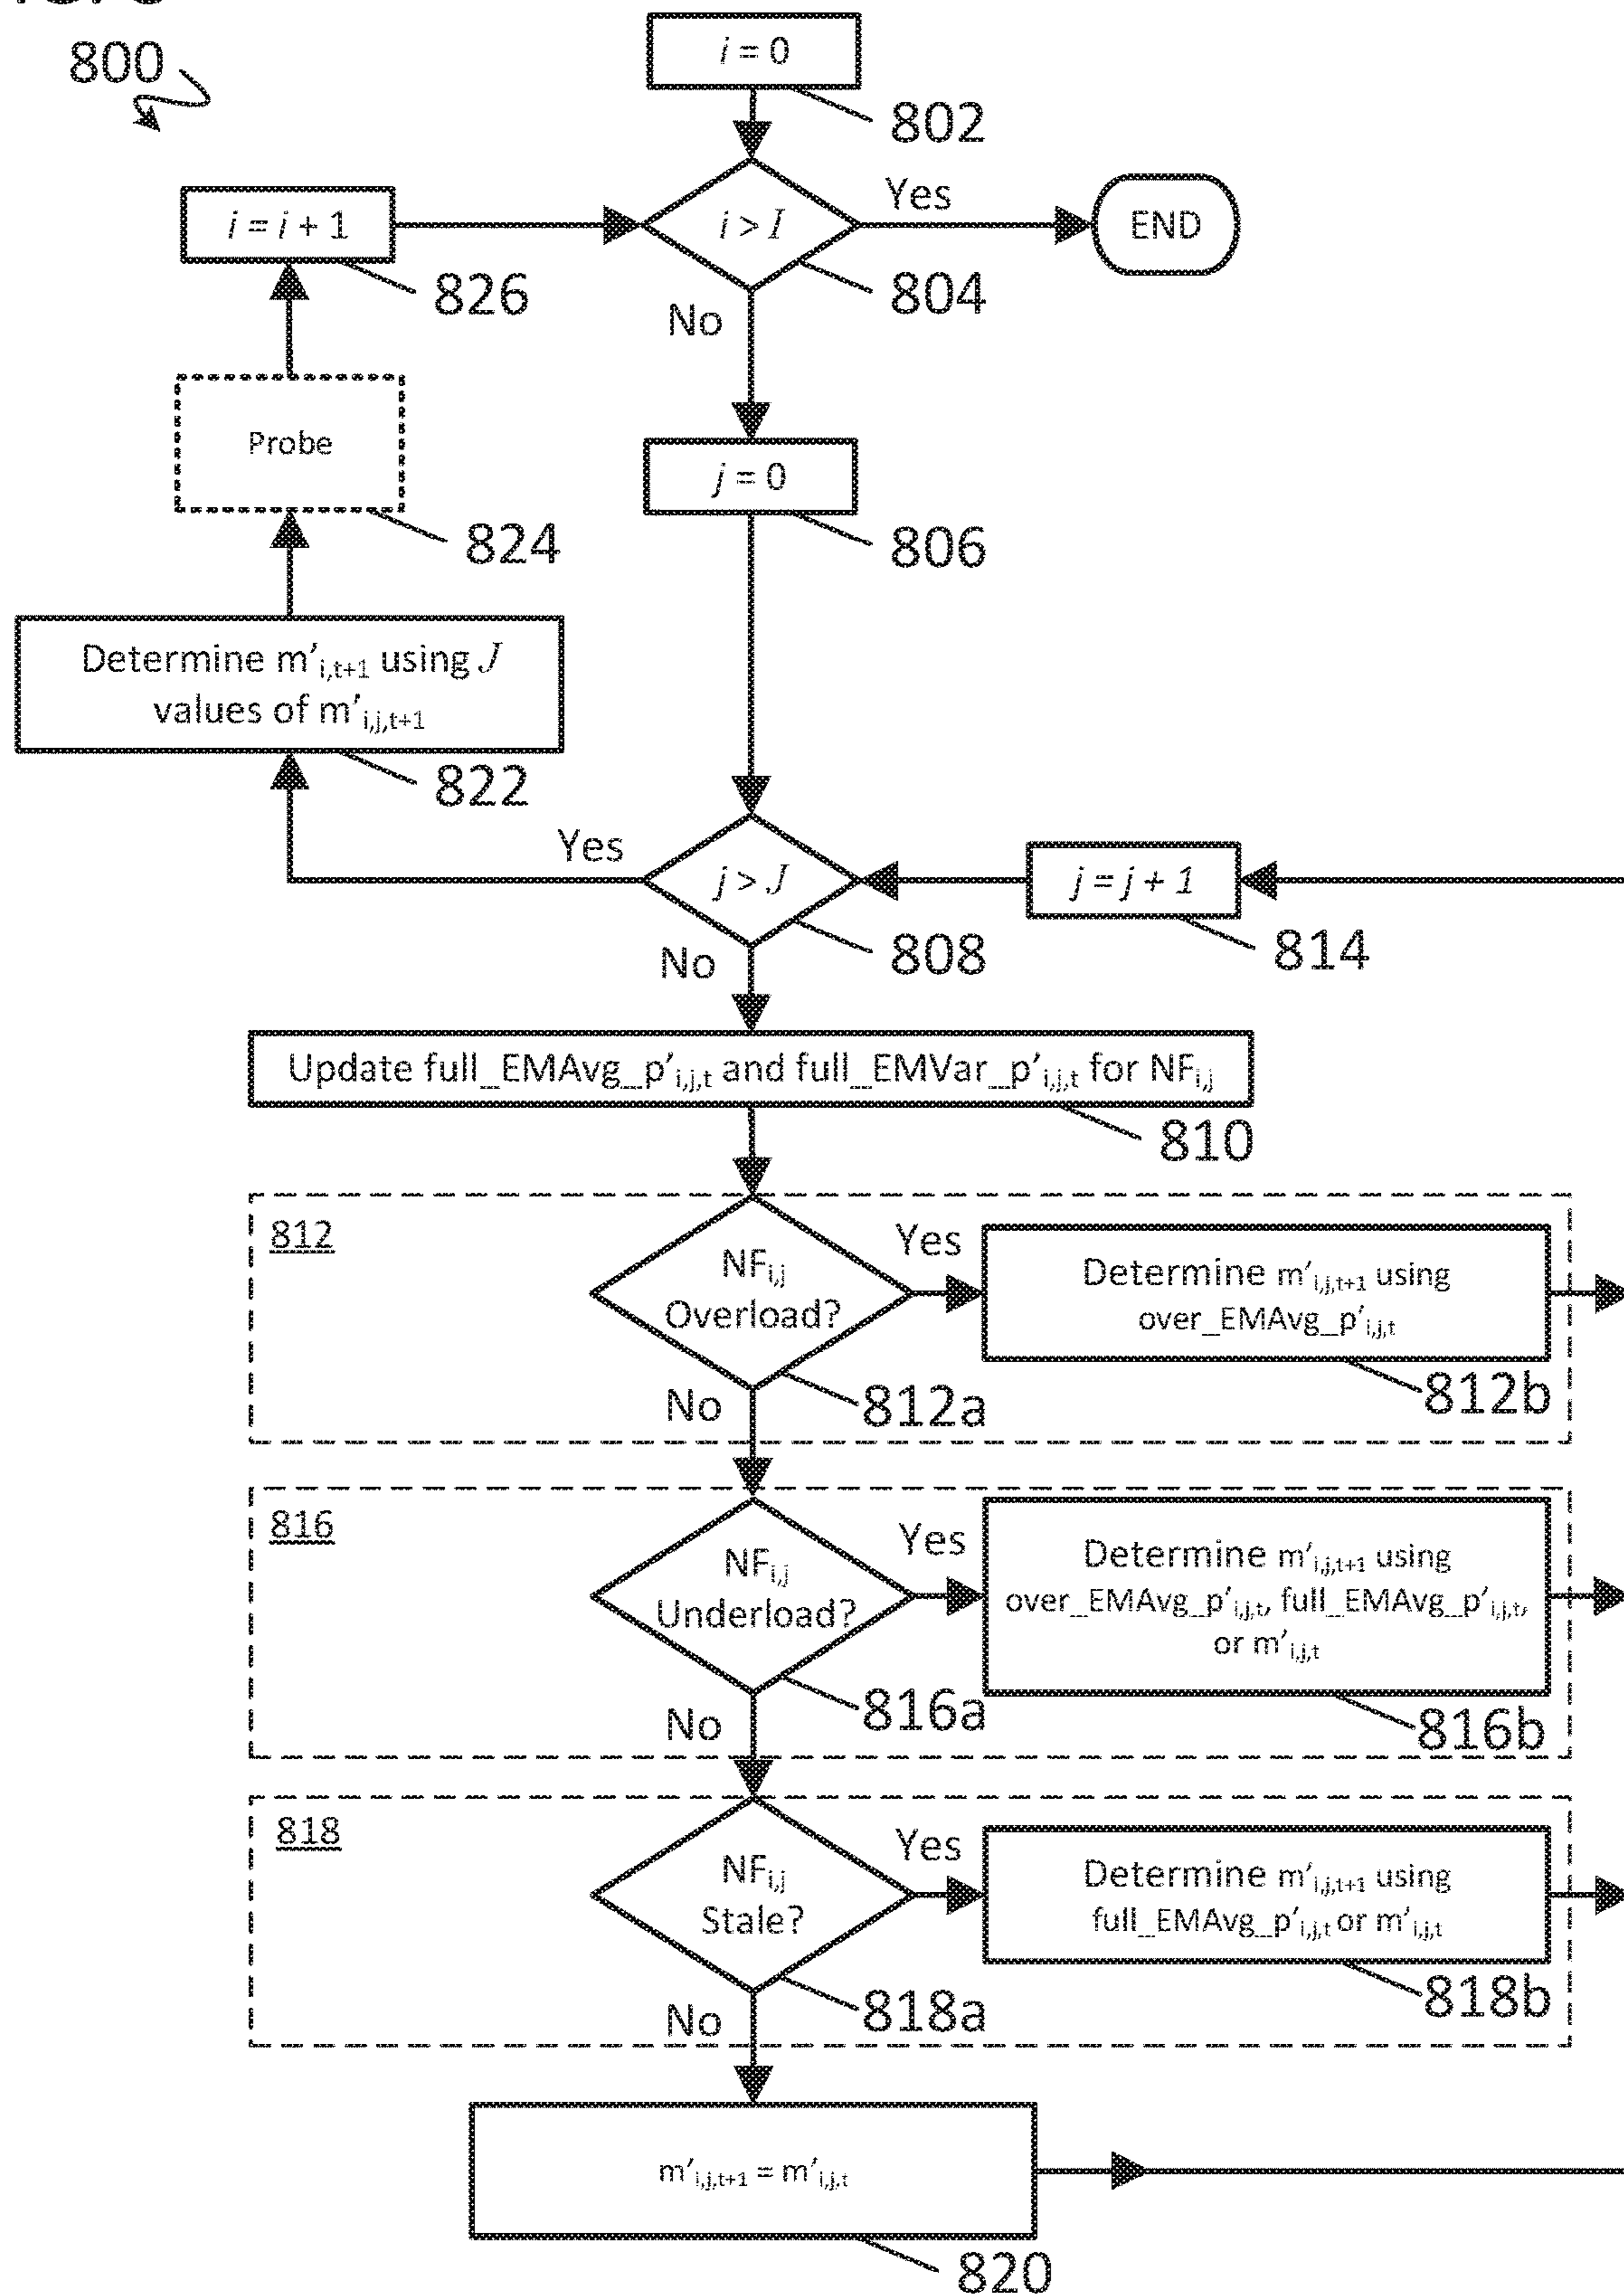 800
i = 0
802
i = i + 1
826
i > I
Yes
END
804
No
Probe
824
j = 0
806
Determine m'i,t+1 using J
values of m'i,j,t+1
822
Yes
j > J
808
No
j = j + 1
814
Update full_EMAvg_p'i,j,t and full_EMVar_p'i,j,t for NFi,j
810
812
NFi,j
Overload?
Yes
812a
No
Determine m'i,j,t+1 using
over_EMAvg_p'i,j,t
812b
816
NFi,j
Underload?
Yes
816a
No
Determine m'i,j,t+1 using
over_EMAvg_p'i,j,t, full_EMAvg_p'i,j,t,
or m'i,j,t
816b
818
NFi,j
Stale?
Yes
818a
No
Determine m'i,j,t+1 using
full_EMAvg_p'i,j,t or m'i,j,t
818b
m'i,j,t+1 = m'i,j,t
820